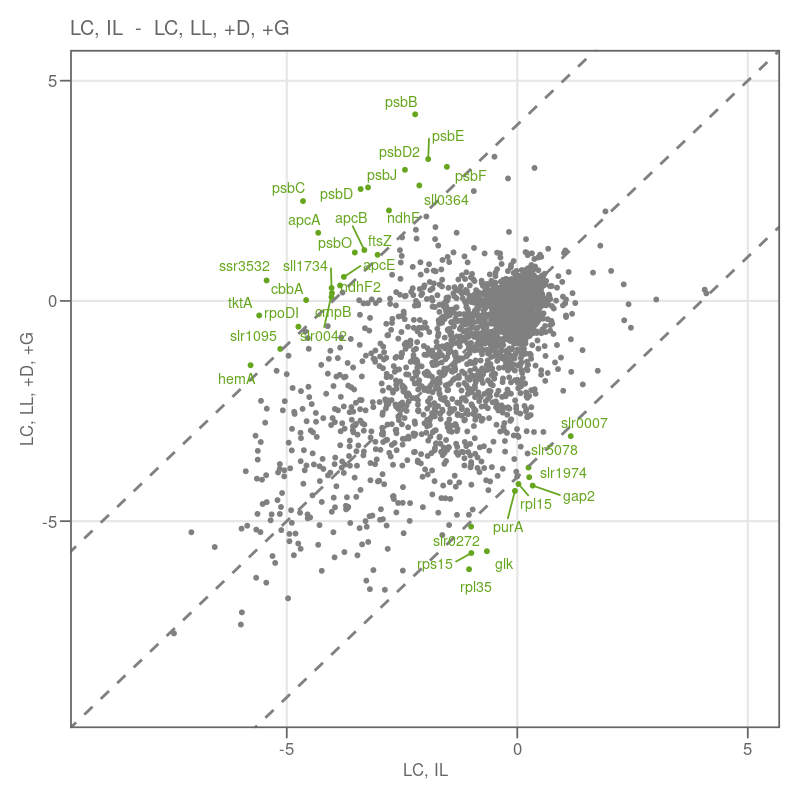 LC, IL - LC, LL, +D, +G
5
psbB
psbE
psbD2
psbF
psbJ
psbD
psbC
sll0364
ndhF
apcB
apcA
ftsZ
psbO
apcE
ssr3532
sll1734
ndhF2
cbbA
0
tktA
rpoDI
ompB
slr0042
slr1095
hemA
LC, LL, +D, +G
slr0007
slr5078
slr1974
gap2
rpl15
purA
-5
slr0272
rps15
glk
rpl35
-5
0
5
LC, IL